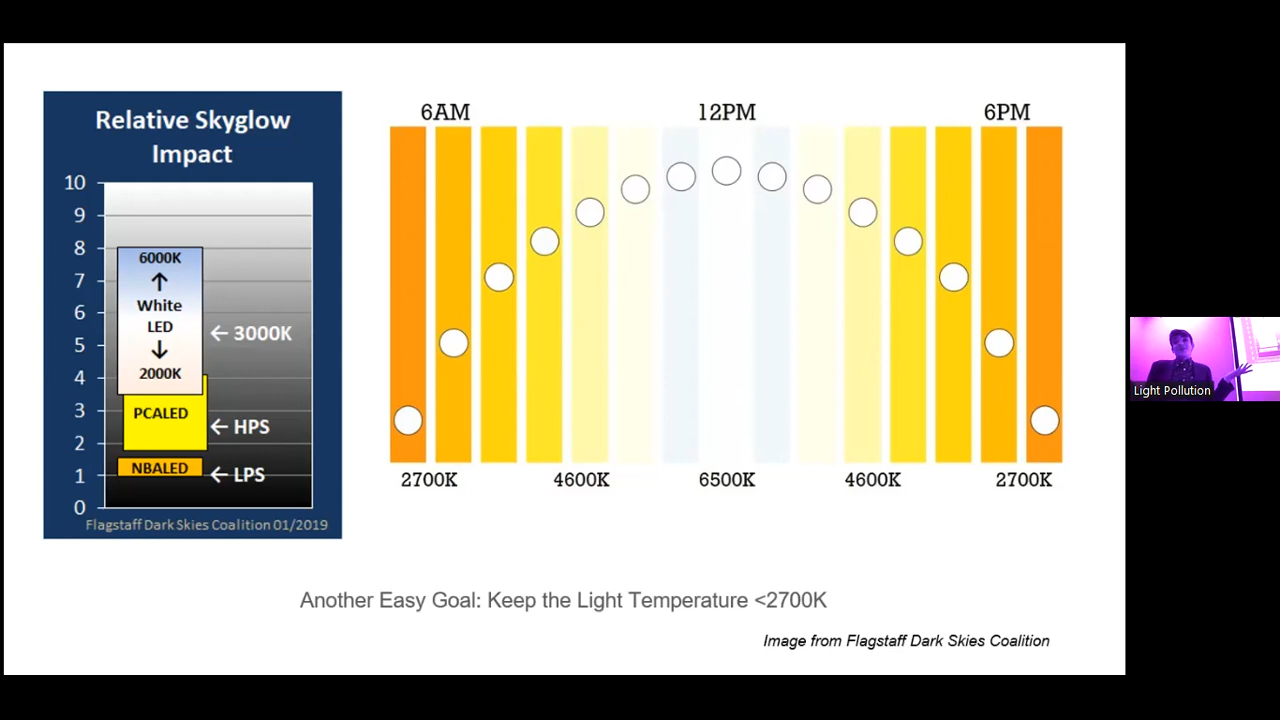 Relative Skyglow
Impact
10
9
8
7
6
5
4
3
2
1
0
6000K
↑
White
LED
↓
2000K
PCALED
NBALED
← 3000K
← HPS
← LPS
Flagstaff Dark Skies Coalition 01/2019
6AM 12PM 6PM
2700K 4600K 6500K 4600K 2700K
Another Easy Goal: Keep the Light Temperature <2700K
Image from Flagstaff Dark Skies Coalition
Light Pollution